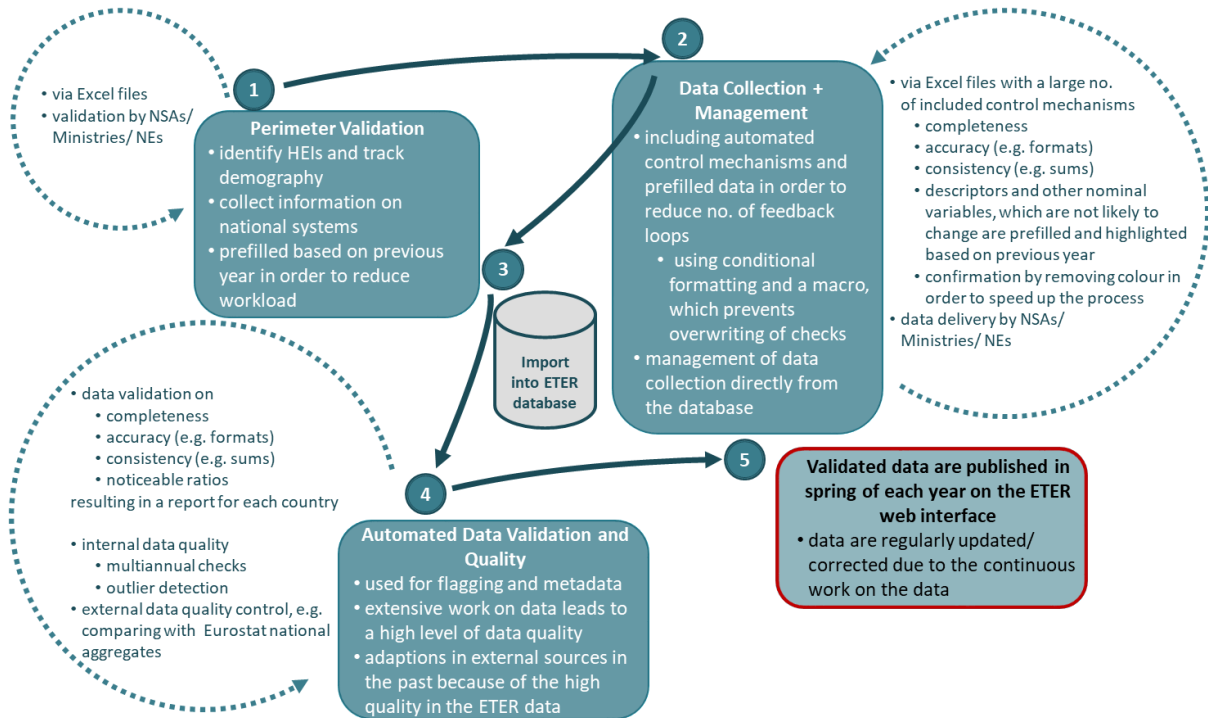 1
• via Excel files
• validation by NSAs/
Ministries/ NEs
Perimeter Validation
• identify HEIs and track
demography
• collect information on
national systems
• prefilled based on previous
year in order to reduce
workload
2
Data Collection +
Management
• including automated
control mechanisms and
prefilled data in order to
reduce no. of feedback
loops
• using conditional
formatting and a macro,
which prevents
overwriting of checks
• management of data
collection directly from
the database
• via Excel files with a large no.
of included control mechanisms
• completeness
• accuracy (e.g. formats)
• consistency (e.g. sums)
• descriptors and other nominal
variables, which are not likely to
change are prefilled and highlighted
based on previous year
• confirmation by removing colour in
order to speed up the process
• data delivery by NSAs/
Ministries/ NEs
3
Import
into ETER
database
• data validation on
• completeness
• accuracy (e.g. formats)
• consistency (e.g. sums)
• noticeable ratios
resulting in a report for each country
• internal data quality
• multiannual checks
• outlier detection
• external data quality control, e.g.
comparing with Eurostat national
aggregates
4
Automated Data Validation and
Quality
• used for flagging and metadata
• extensive work on data leads to
a high level of data quality
• adaptions in external sources in
the past because of the high
quality in the ETER data
5
Validated data are published in
spring of each year on the ETER
web interface
• data are regularly updated/
corrected due to the continuous
work on the data